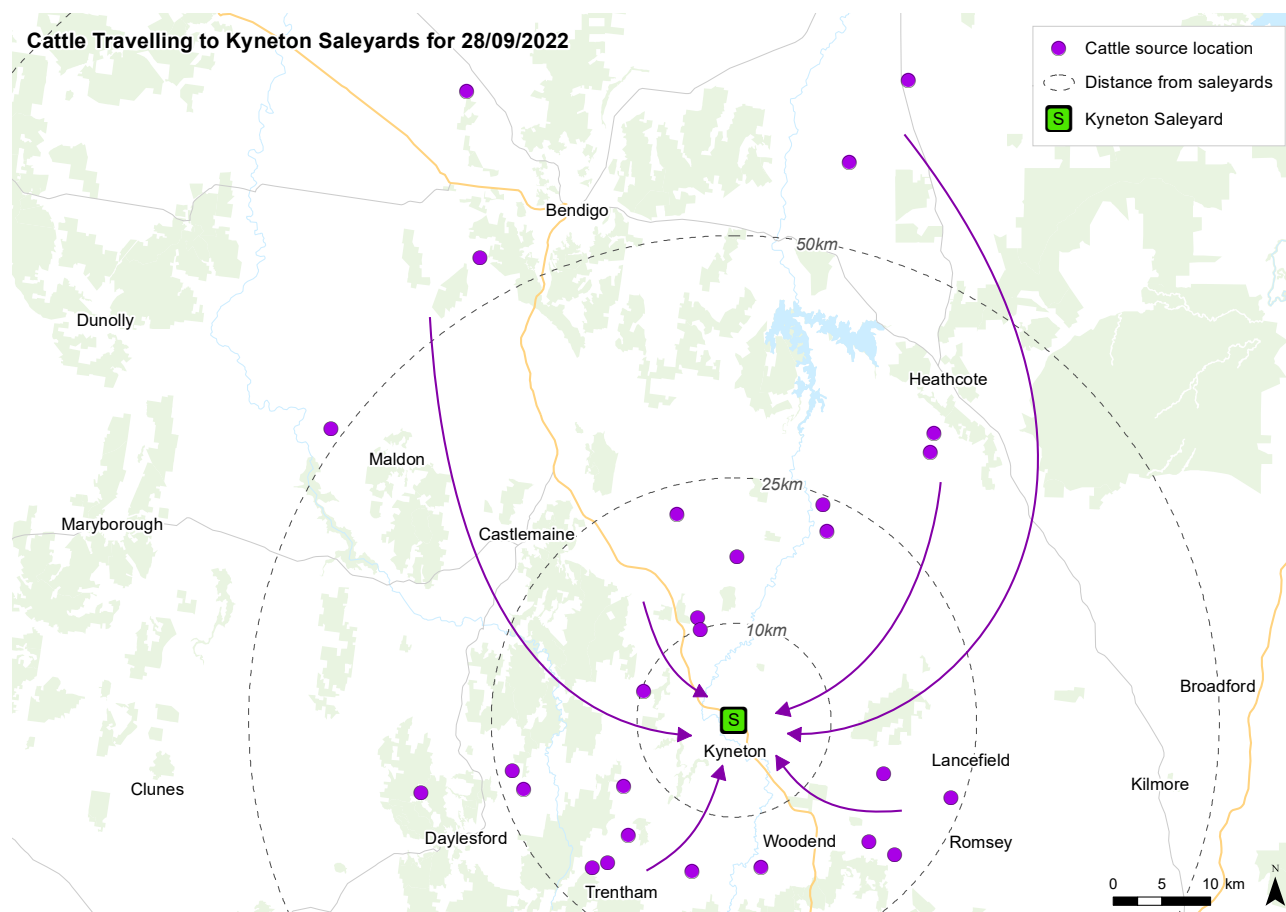 Cattle Travelling to Kyneton Saleyards for 28/09/2022
Cattle source location
Distance from saleyards
S
Kyneton Saleyard
Bendigo
50km
Dunolly
Heathcote
Maldon
25km
Maryborough
Castlemaine
10km
Broadford
S
Kyneton
Lancefield
Clunes
Kilmore
Daylesford
Woodend
Romsey
Trentham
0 5 10 km
N